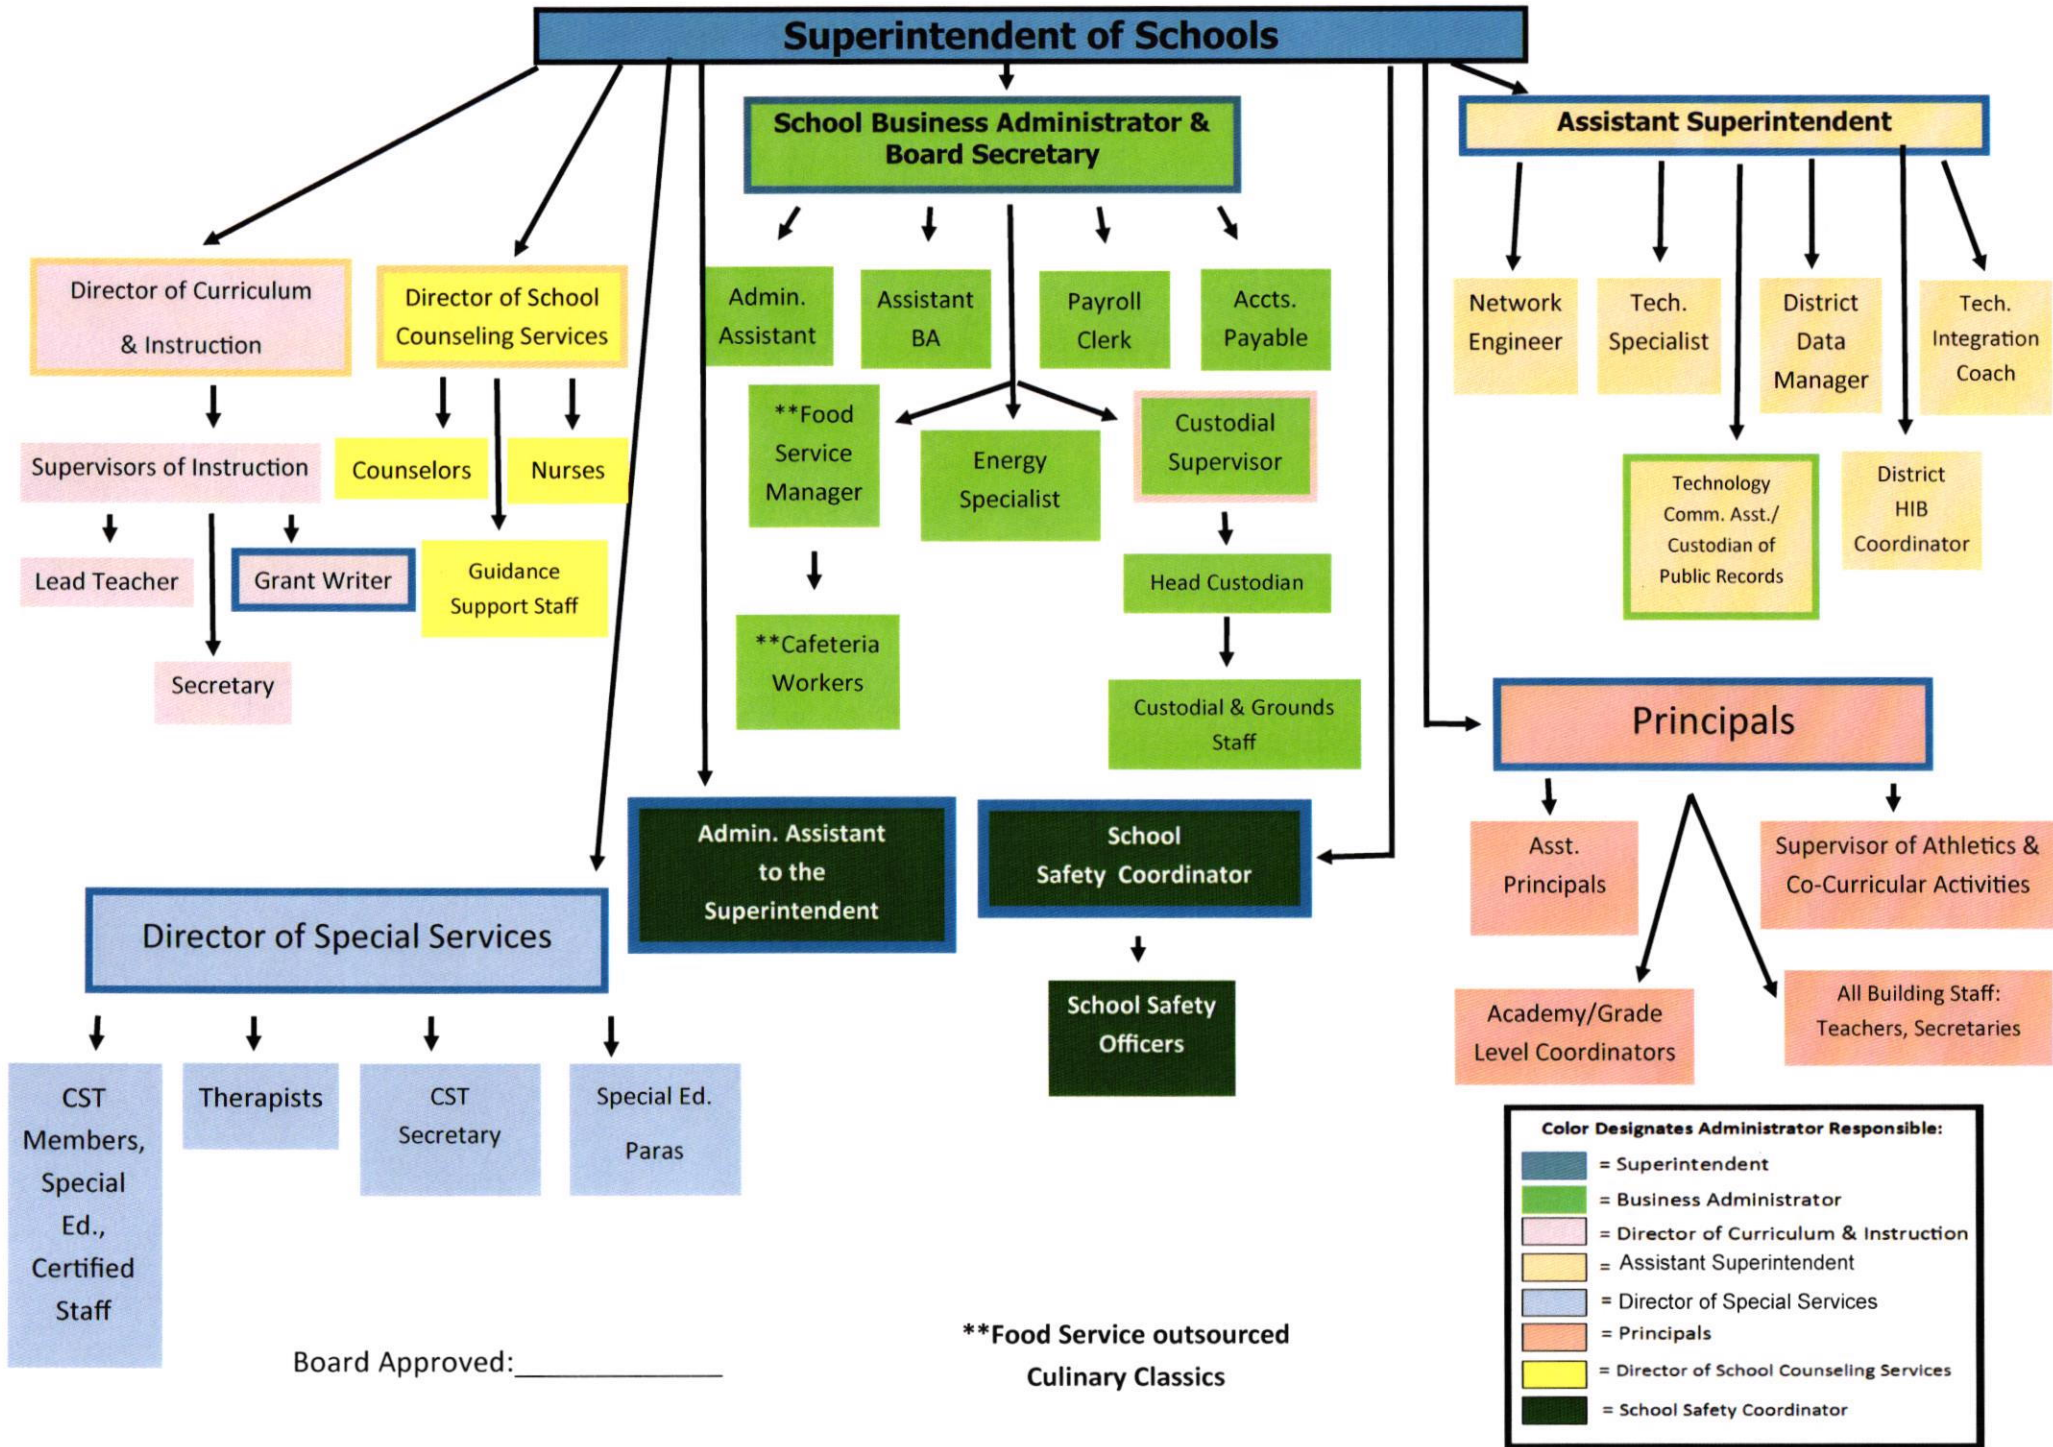 Superintendent of Schools
School Business Administrator &
Board Secretary
Assistant Superintendent
Director of Curriculum
& Instruction
Director of School
Counseling Services
Admin.
Assistant
Assistant
BA
Payroll
Clerk
Accts.
Payable
Network
Engineer
Tech.
Specialist
District
Data
Manager
Tech.
Integration
Coach
Supervisors of Instruction
Counselors
Nurses
**Food
Service
Manager
Energy
Specialist
Custodial
Supervisor
Technology
Comm. Asst./
Custodian of
Public Records
District
HIB
Coordinator
Lead Teacher
Grant Writer
Guidance
Support Staff
Head Custodian
Secretary
**Cafeteria
Workers
Custodial & Grounds
Staff
Principals
Admin. Assistant
to the
Superintendent
School
Safety Coordinator
Asst.
Principals
Supervisor of Athletics &
Co-Curricular Activities
Director of Special Services
School Safety
Officers
Academy/Grade
Level Coordinators
All Building Staff:
Teachers, Secretaries
CST
Members,
Special
Ed.,
Certified
Staff
Therapists
CST
Secretary
Special Ed.
Paras
Color Designates Administrator Responsible:
= Superintendent
= Business Administrator
= Director of Curriculum & Instruction
= Assistant Superintendent
= Director of Special Services
= Principals
= Director of School Counseling Services
= School Safety Coordinator
Board Approved:_______________
**Food Service outsourced
Culinary Classics